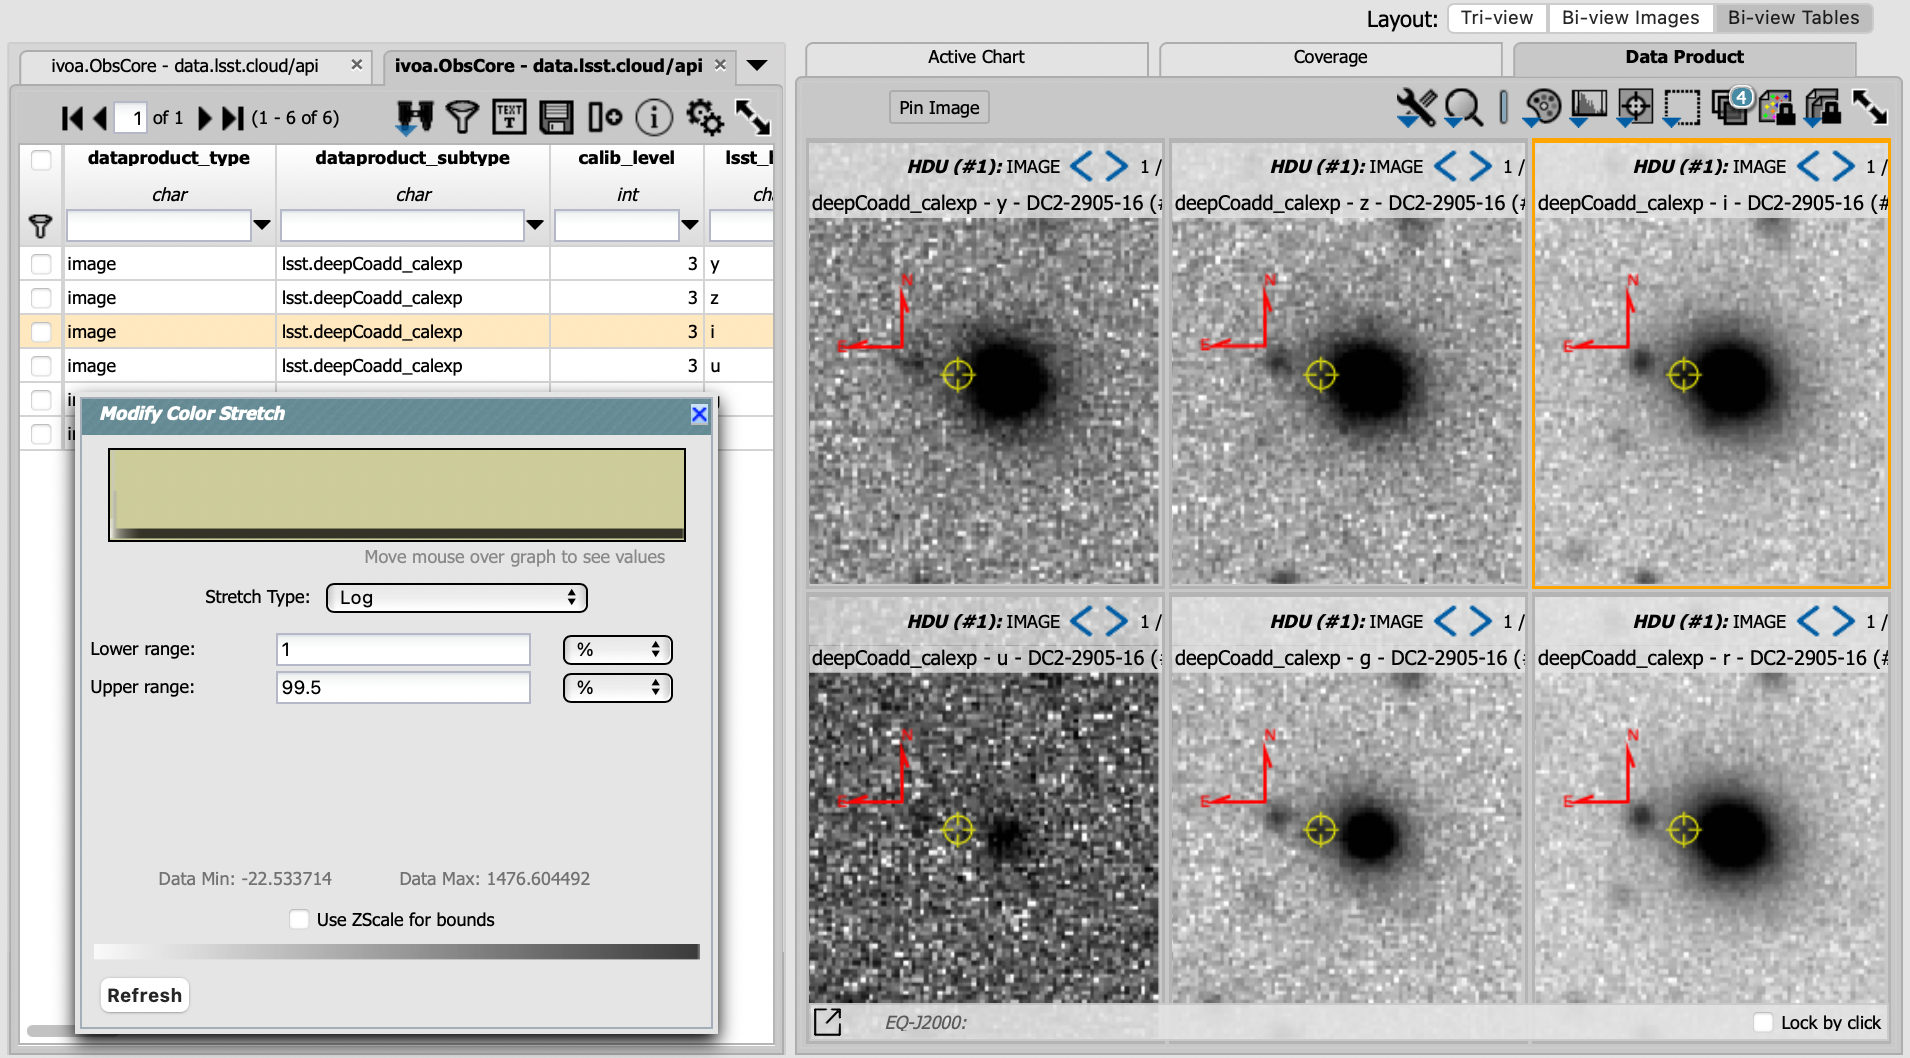 Layout: Tri-view Bi-view Images Bi-view Tables
ivoa.ObsCore - data.lsst.cloud/api × ivoa.ObsCore - data.lsst.cloud/api ×
1 of 1 (1 - 6 of 6) TEXT T i
dataproduct_type dataproduct_subtype calib_level
char char int
image lsst.deepCoadd_calexp 3 y
image lsst.deepCoadd_calexp 3 z
image lsst.deepCoadd_calexp 3 i
image lsst.deepCoadd_calexp 3 u
Modify Color Stretch
Move mouse over graph to see values
Stretch Type: Log
Lower range: 1 %
Upper range: 99.5 %
Data Min: -22.533714 Data Max: 1476.604492
Use ZScale for bounds
Refresh
Active Chart Coverage Data Product
Pin Image 4
HDU (#1): IMAGE 1 /
deepCoadd_calexp - y - DC2-2905-16 (#
N
E
HDU (#1): IMAGE 1 /
deepCoadd_calexp - z - DC2-2905-16 (#
N
E
HDU (#1): IMAGE 1 /
deepCoadd_calexp - i - DC2-2905-16 (#
N
E
HDU (#1): IMAGE 1 /
deepCoadd_calexp - u - DC2-2905-16 (#
N
E
HDU (#1): IMAGE 1 /
deepCoadd_calexp - g - DC2-2905-16 (#
N
E
HDU (#1): IMAGE 1 /
deepCoadd_calexp - r - DC2-2905-16 (#
N
E
EQ-J2000: Lock by click